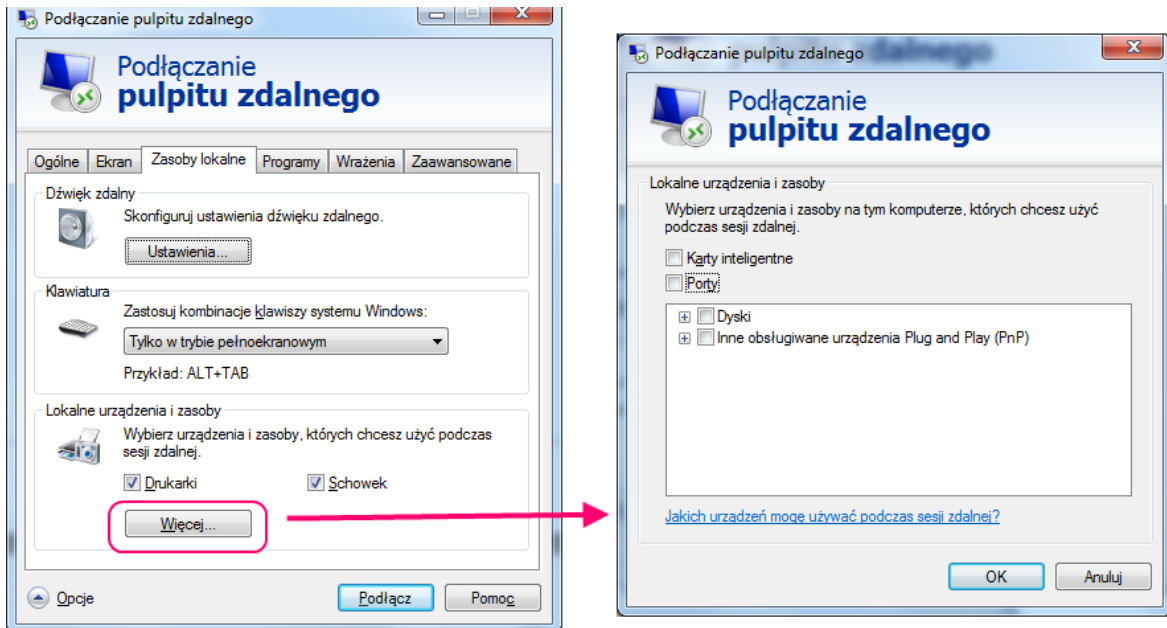 Podłączanie pulpitu zdalnego
Podłączanie
pulpitu zdalnego
Ogólne Ekran Zasoby lokalne Programy Wrażenia Zaawansowane
Dźwięk zdalny
Skonfiguruj ustawienia dźwięku zdalnego.
Ustawienia...
Klawiatura
Zastosuj kombinacje klawiszy systemu Windows:
Tylko w trybie pełnoekranowym
Przykład: ALT+TAB
Lokalne urządzenia i zasoby
Wybierz urządzenia i zasoby, których chcesz użyć podczas
sesji zdalnej.
Drukarki Schowek
Więcej...
Opcje Podłącz Pomoc
Podłączanie pulpitu zdalnego
Podłączanie
pulpitu zdalnego
Lokalne urządzenia i zasoby
Wybierz urządzenia i zasoby na tym komputerze, których chcesz użyć
podczas sesji zdalnej.
Karty inteligentne
Porty
Dyski
Inne obsługiwane urządzenia Plug and Play (PnP)
Jakich urządzeń mogę używać podczas sesji zdalnej?
OK Anuluj